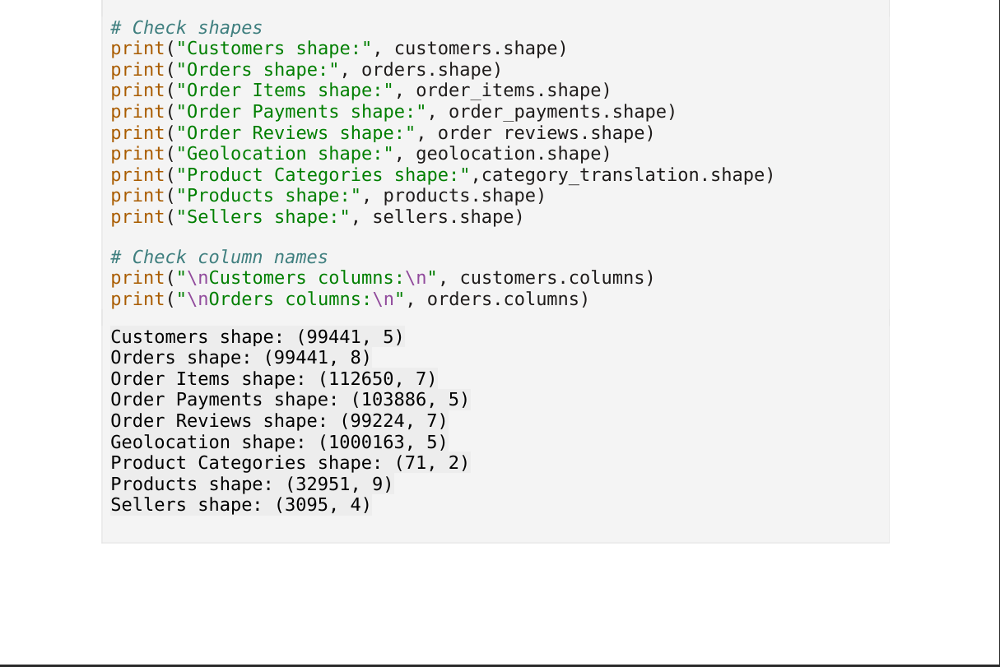 # Check shapes
print("Customers shape:", customers.shape)
print("Orders shape:", orders.shape)
print("Order Items shape:", order_items.shape)
print("Order Payments shape:", order_payments.shape)
print("Order Reviews shape:", order reviews.shape)
print("Geolocation shape:", geolocation.shape)
print("Product Categories shape:",category_translation.shape)
print("Products shape:", products.shape)
print("Sellers shape:", sellers.shape)

# Check column names
print("\nCustomers columns:\n", customers.columns)
print("\nOrders columns:\n", orders.columns)

Customers shape: (99441, 5)
Orders shape: (99441, 8)
Order Items shape: (112650, 7)
Order Payments shape: (103886, 5)
Order Reviews shape: (99224, 7)
Geolocation shape: (1000163, 5)
Product Categories shape: (71, 2)
Products shape: (32951, 9)
Sellers shape: (3095, 4)